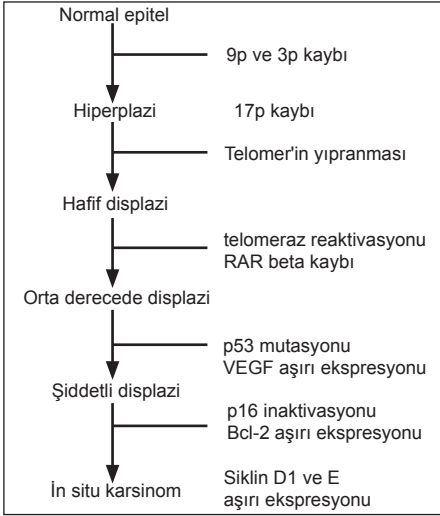 Normal epitel
9p ve 3p kaybı
Hiperplazi 17p kaybı
Telomer'in yıpranması
Hafif displazi
telomeraz reaktivasyonu
RAR beta kaybı
Orta derecede displazi
p53 mutasyonu
VEGF aşırı ekspresyonu
Şiddetli displazi
p16 inaktivasyonu
Bcl-2 aşırı ekspresyonu
İn situ karsinom Siklin D1 ve E
aşırı ekspresyonu